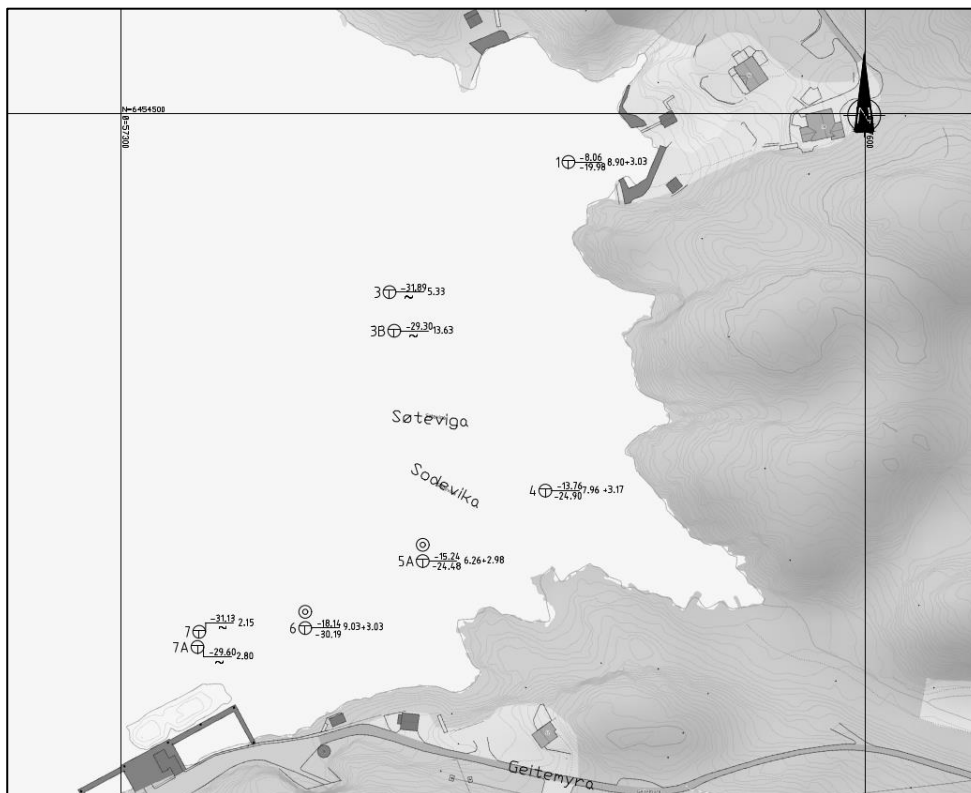 N=6454500
Ø=57300
1 -8.06 8.90+3.03
-19.98
3 -31.89 5.33
~
3B -29.30 13.63
~
Søteviga
Sodevika
4 -13.76 7.96 +3.17
-24.90
5A -15.24 6.26+2.98
-24.48
7 -31.13 2.15
~
6 -18.14 9.03+3.03
-30.19
7A -29.60 2.80
~
Geitemyra